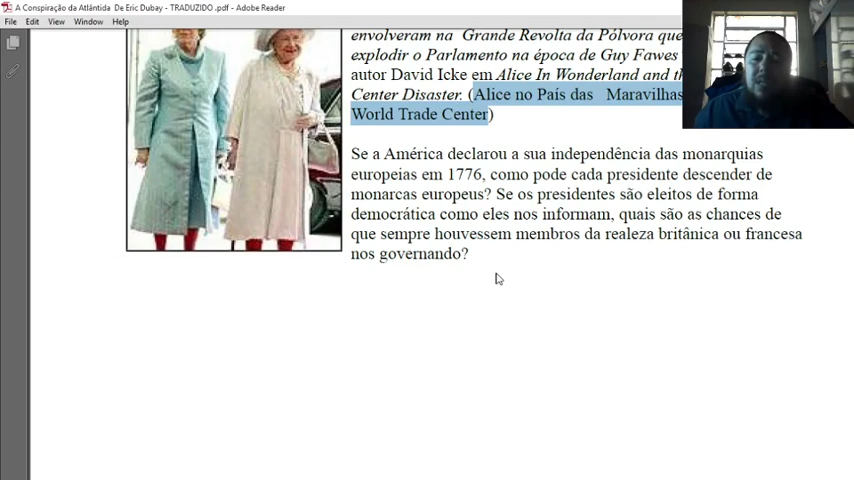 A Conspiração da Atlântida De Eric Dubay - TRADUZIDO .pdf - Adobe Reader
File Edit View Window Help
envolveram na Grande Revolta da Pólvora que
explodir o Parlamento na época de Guy Fawes
autor David Icke em Alice In Wonderland and th
Center Disaster. (Alice no País das Maravilhas
World Trade Center)
Se a América declarou a sua independência das monarquias
europeias em 1776, como pode cada presidente descender de
monarcas europeus? Se os presidentes são eleitos de forma
democrática como eles nos informam, quais são as chances de
que sempre houvessem membros da realeza britânica ou francesa
nos governando?